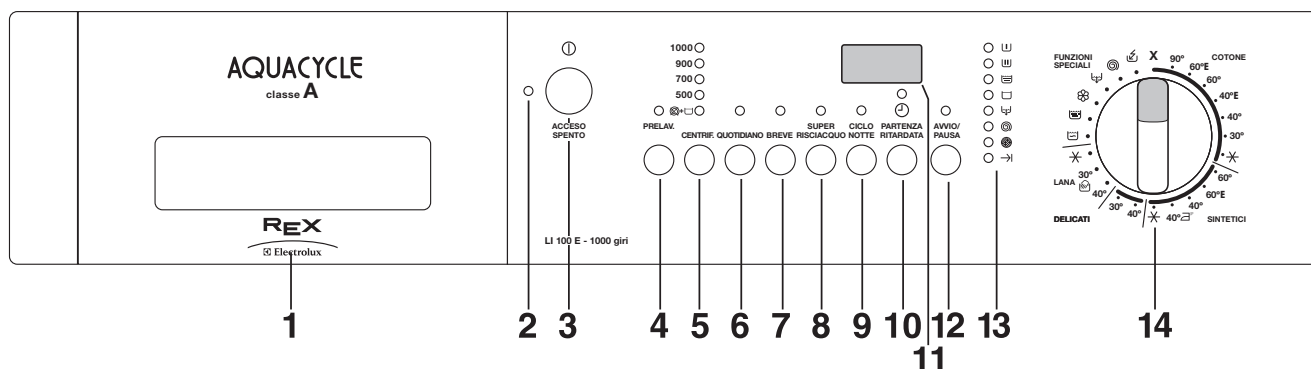 AQUACYCLE
classe A
REX
Electrolux
ACCESO
SPENTO
LI 100 E - 1000 giri
1000
900
700
500
PRELAV.
CENTRIF.
QUOTIDIANO
BREVE
SUPER
RISCIACQUO
CICLO
NOTTE
PARTENZA
RITARDATA
AVVIO/
PAUSA
FUNZIONI
SPECIALI
X
COTONE
90°
60°E
60°
40°E
40°
30°
60°
60°E
40°
40°
SINTETICI
40°
30°
DELICATI
40°
30°
LANA
1
2
3
4
5
6
7
8
9
10
11
12
13
14